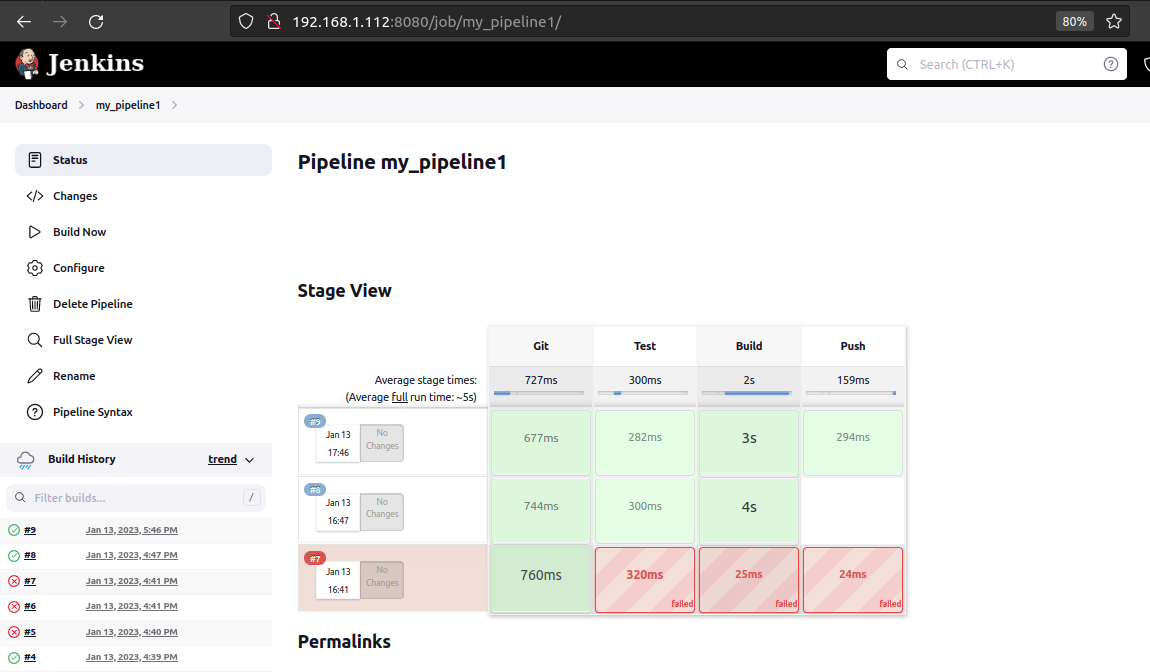 192.168.1.112:8080/job/my_pipeline1/
80%
Jenkins
Search (CTRL+K)
?
Dashboard
my_pipeline1
Status
Changes
Build Now
Configure
Delete Pipeline
Full Stage View
Rename
Pipeline Syntax
Build History
trend
Filter builds...
/
#9 Jan 13, 2023, 5:46 PM
#8 Jan 13, 2023, 4:47 PM
#7 Jan 13, 2023, 4:41 PM
#6 Jan 13, 2023, 4:41 PM
#5 Jan 13, 2023, 4:40 PM
#4 Jan 13, 2023, 4:39 PM
Pipeline my_pipeline1
Stage View
Git Test Build Push
Average stage times: 727ms 300ms 2s 159ms
(Average full run time: ~5s)
#9
Jan 13
17:46
No
Changes
677ms 282ms 3s 294ms
#8
Jan 13
16:47
No
Changes
744ms 300ms 4s
#7
Jan 13
16:41
No
Changes
760ms 320ms 25ms 24ms
failed failed failed
Permalinks